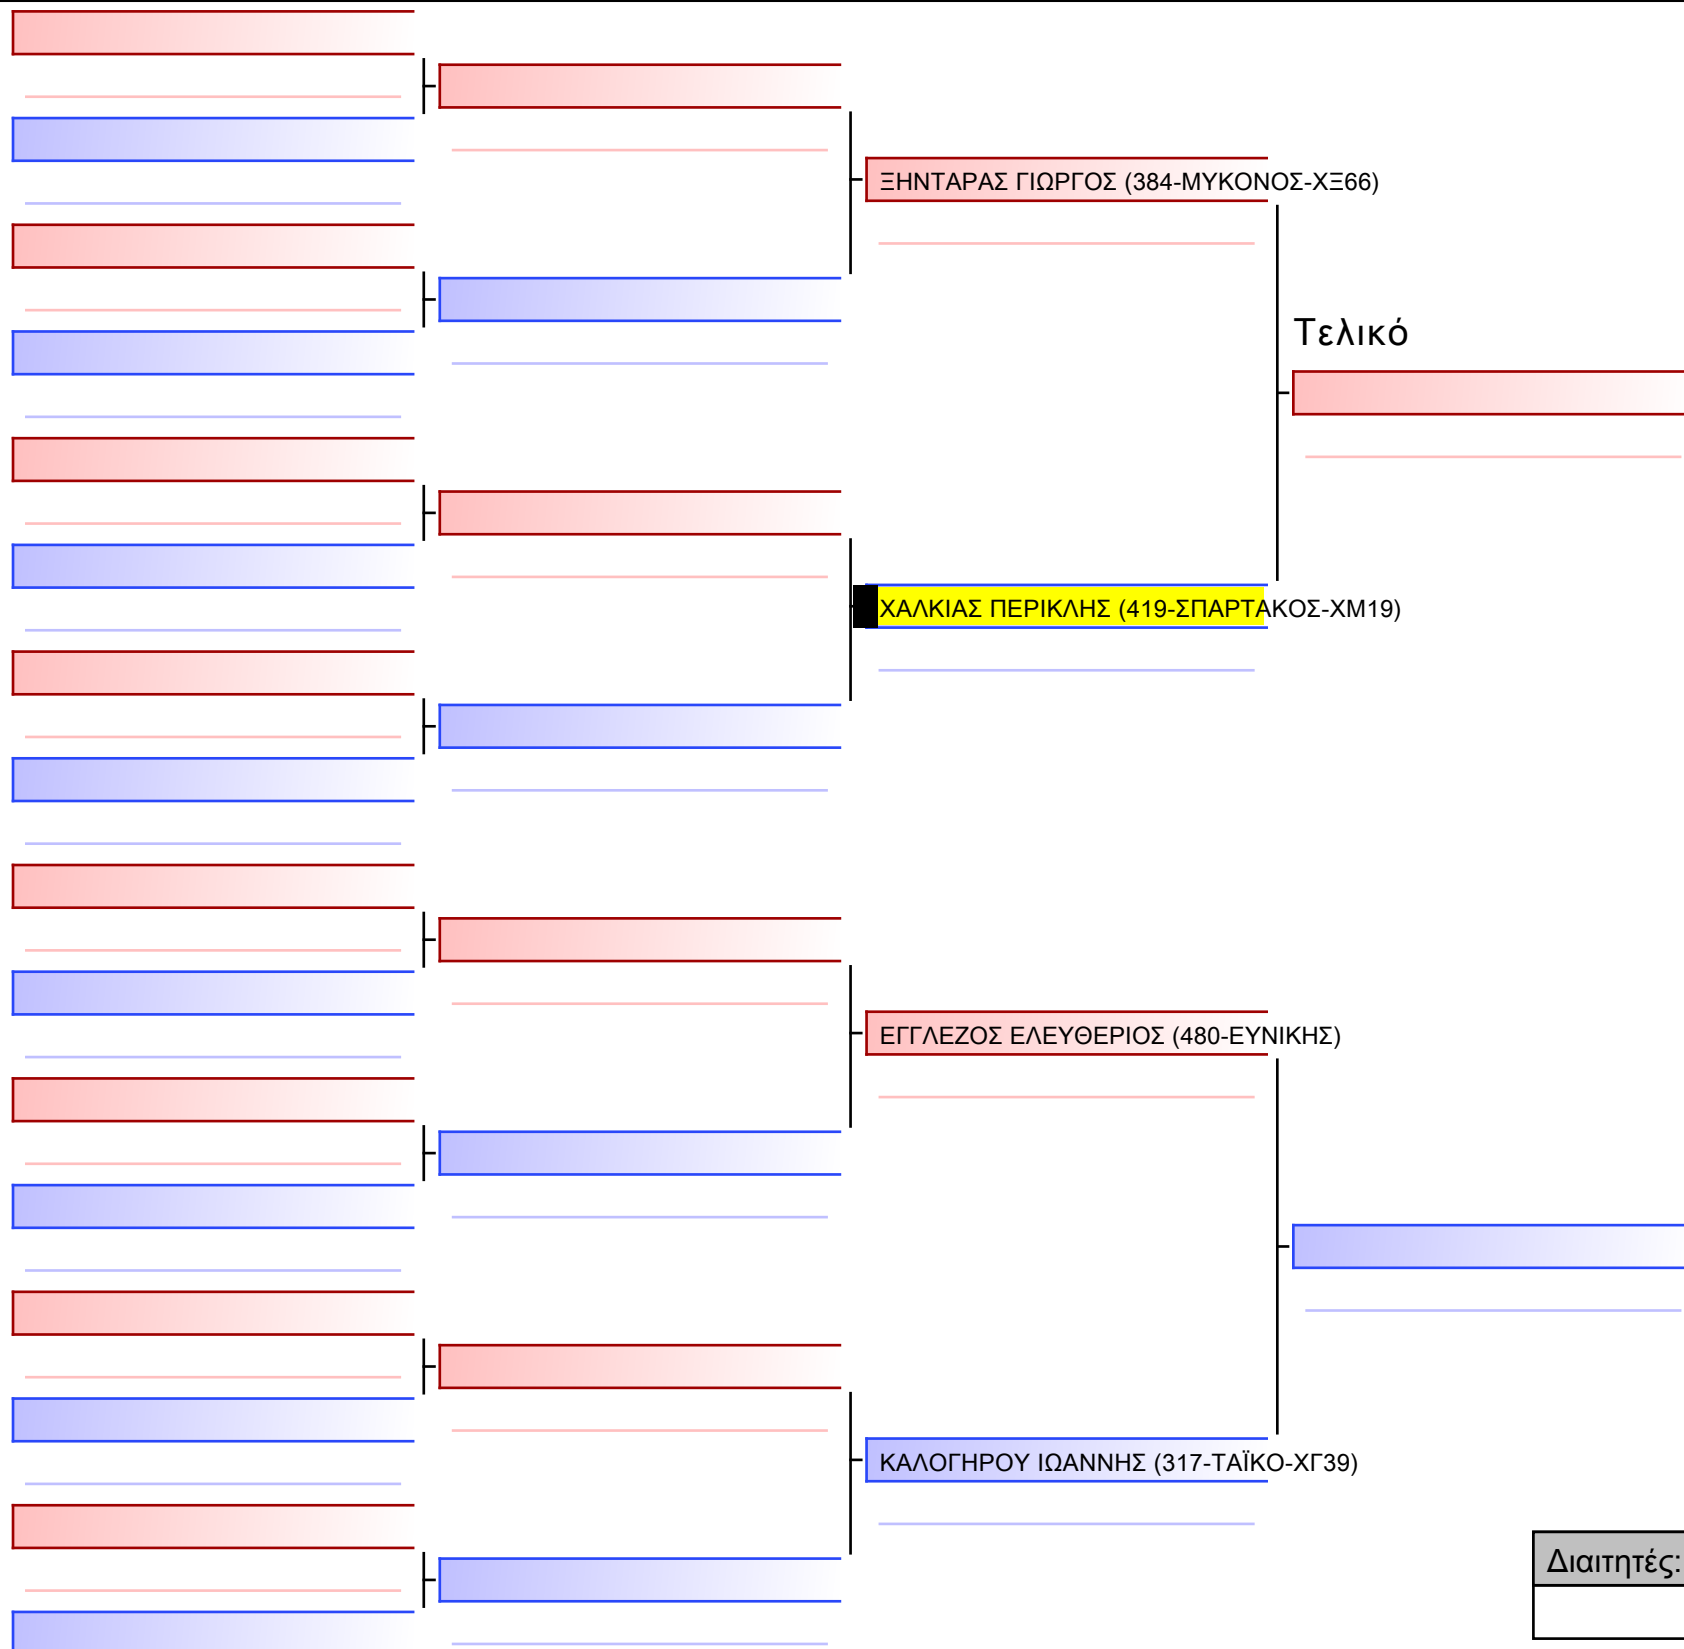 ΞΗΝΤΑΡΑΣ ΓΙΩΡΓΟΣ (384-ΜΥΚΟΝΟΣ-ΧΞ66)
Τελικό
ΧΑΛΚΙΑΣ ΠΕΡΙΚΛΗΣ (419-ΣΠΑΡΤΑΚΟΣ-ΧΜ19)
ΕΓΓΛΕΖΟΣ ΕΛΕΥΘΕΡΙΟΣ (480-ΕΥΝΙΚΗΣ)
ΚΑΛΟΓΗΡΟΥ ΙΩΑΝΝΗΣ (317-ΤΑΪΚΟ-ΧΓ39)
Διαιτητές: